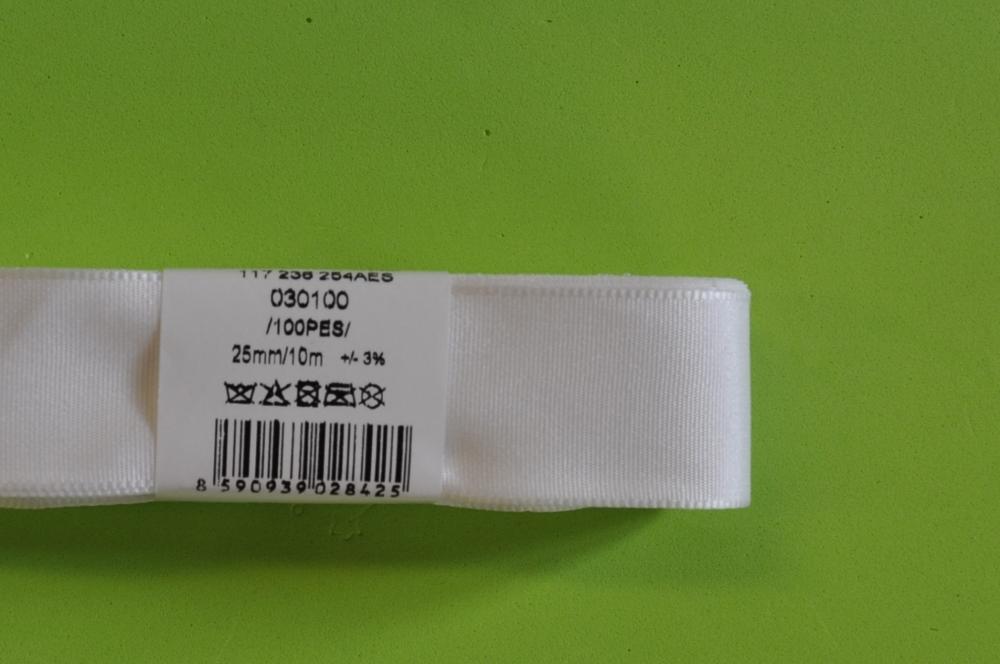 117 236 254AES
030100
/100PES/
25mm/10m +/- 3%
8 590939 028425